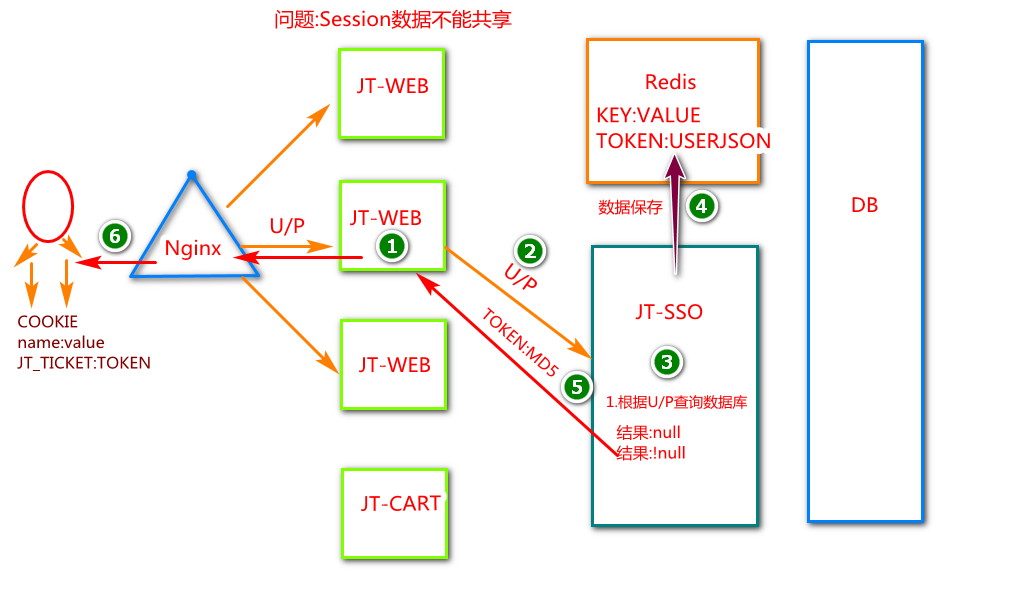 问题:Session数据不能共享
JT-WEB
Redis
KEY:VALUE
TOKEN:USERJSON
数据保存
4
DB
U/P
JT-WEB
1
2
U/P
6
Nginx
JT-SSO
3
TOKEN:MD5
5
COOKIE
name:value
JT_TICKET:TOKEN
JT-WEB
1.根据U/P查询数据库
结果:null
结果:!null
JT-CART